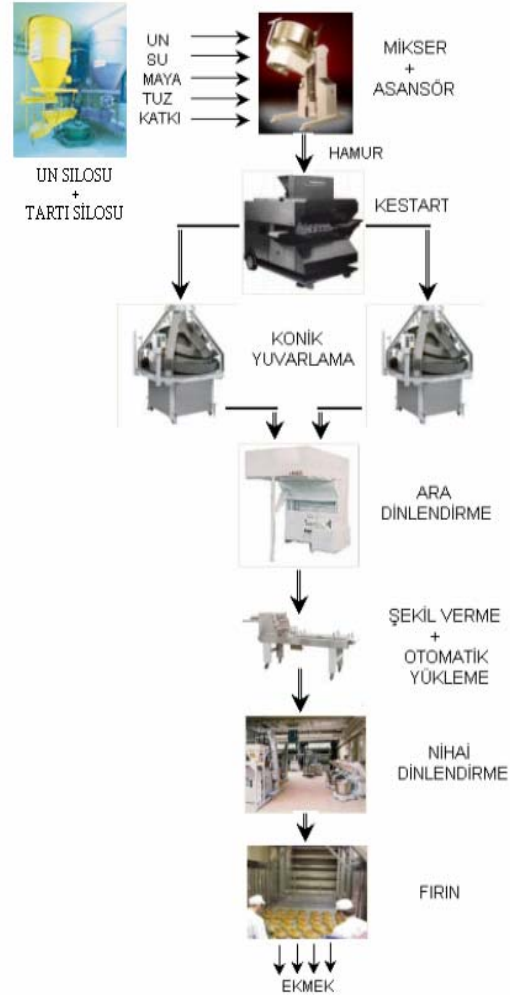 UN
SU
MAYA
TUZ
KATKI
MİKSER
+
ASANSÖR
UN SILOSU
+
TARTI SİLOSU
HAMUR
KESTART
KONİK
YUVARLAMA
ARA
DİNLENDİRME
ŞEKİL VERME
+
OTOMATİK
YÜKLEME
NİHAİ
DİNLENDİRME
FIRIN
EKMEK